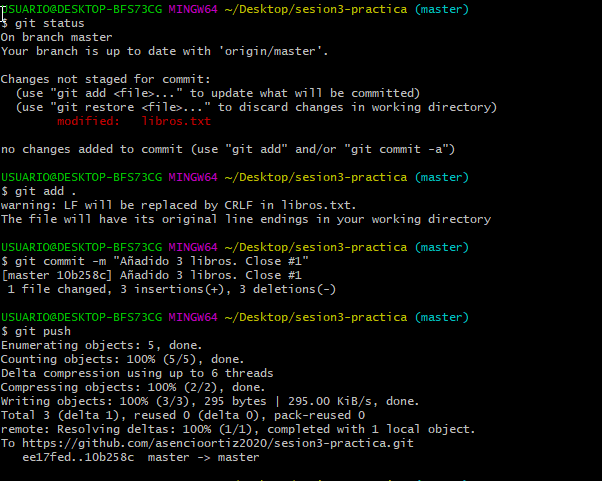 USUARIO@DESKTOP-BFS73CG MINGW64 ~/Desktop/sesion3-practica (master)
$ git status
On branch master
Your branch is up to date with 'origin/master'.
Changes not staged for commit:
  (use "git add <file>..." to update what will be committed)
  (use "git restore <file>..." to discard changes in working directory)
        modified:   libros.txt
no changes added to commit (use "git add" and/or "git commit -a")
USUARIO@DESKTOP-BFS73CG MINGW64 ~/Desktop/sesion3-practica (master)
$ git add .
warning: LF will be replaced by CRLF in libros.txt.
The file will have its original line endings in your working directory
USUARIO@DESKTOP-BFS73CG MINGW64 ~/Desktop/sesion3-practica (master)
$ git commit -m "Añadido 3 libros. Close #1"
[master 10b258c] Añadido 3 libros. Close #1
 1 file changed, 3 insertions(+), 3 deletions(-)
USUARIO@DESKTOP-BFS73CG MINGW64 ~/Desktop/sesion3-practica (master)
$ git push
Enumerating objects: 5, done.
Counting objects: 100% (5/5), done.
Delta compression using up to 6 threads
Compressing objects: 100% (2/2), done.
Writing objects: 100% (3/3), 295 bytes | 295.00 KiB/s, done.
Total 3 (delta 1), reused 0 (delta 0), pack-reused 0
remote: Resolving deltas: 100% (1/1), completed with 1 local object.
To https://github.com/asencioortiz2020/sesion3-practica.git
   ee17fed..10b258c  master -> master